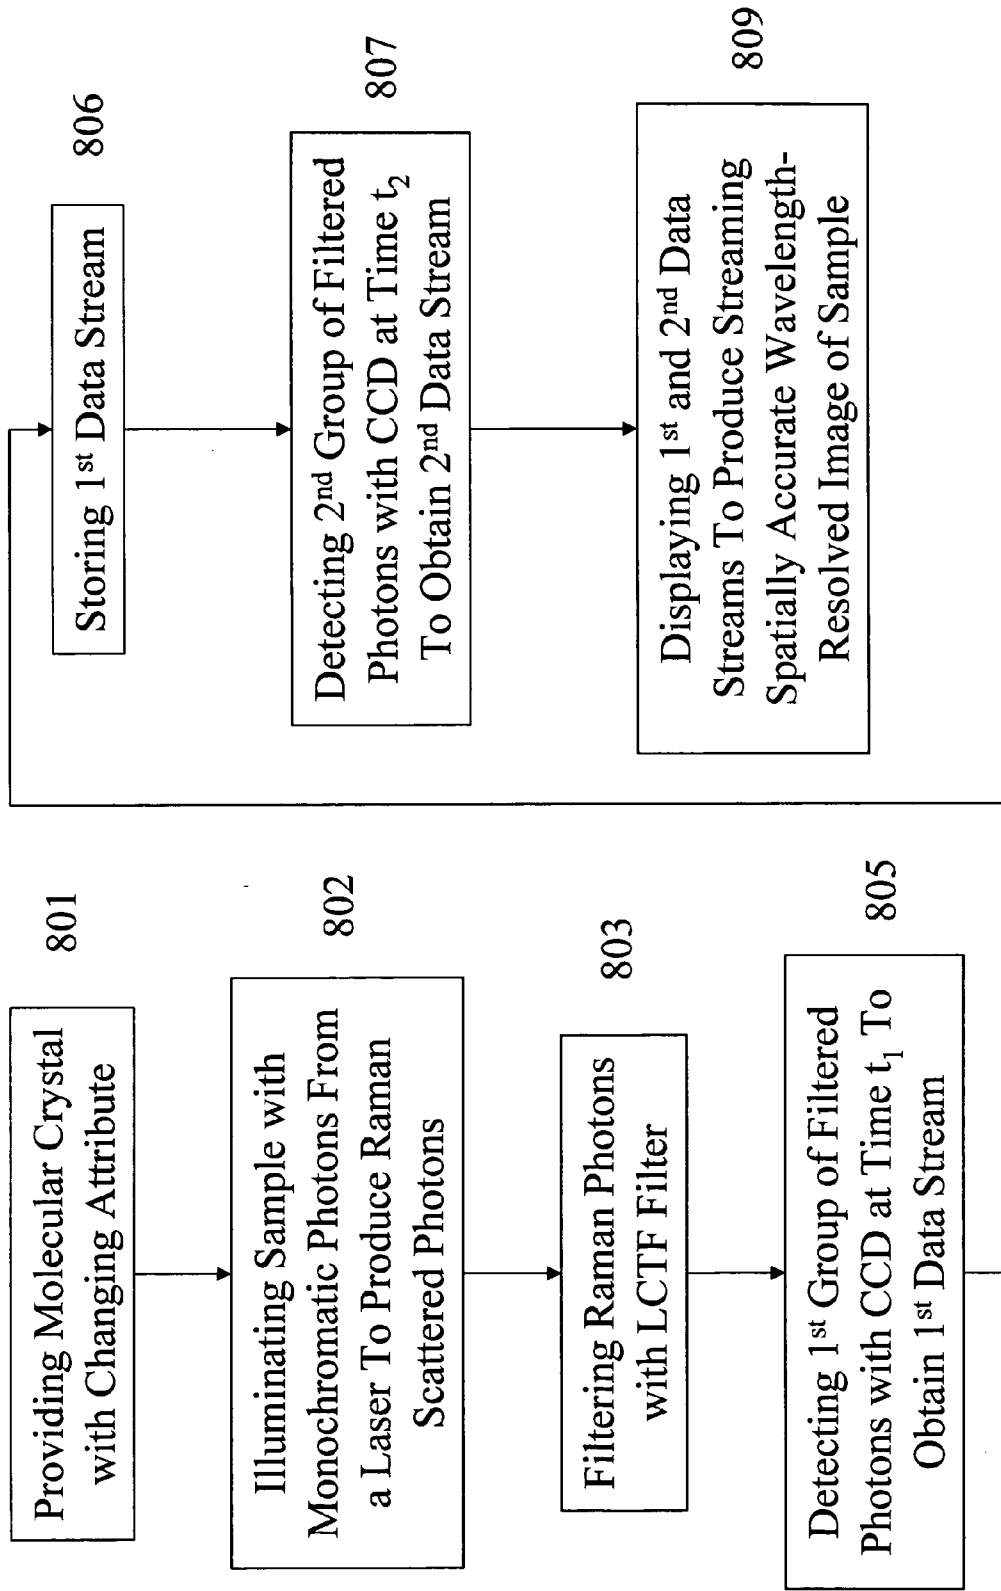 Providing Molecular Crystal
with Changing Attribute
801
Illuminating Sample with
Monochromatic Photons From
a Laser To Produce Raman
Scattered Photons
802
Filtering Raman Photons
with LCTF Filter
803
Detecting 1st Group of Filtered
Photons with CCD at Time t1 To
Obtain 1st Data Stream
805
Storing 1st Data Stream
806
Detecting 2nd Group of Filtered
Photons with CCD at Time t2
To Obtain 2nd Data Stream
807
Displaying 1st and 2nd Data
Streams To Produce Streaming
Spatially Accurate Wavelength-
Resolved Image of Sample
809